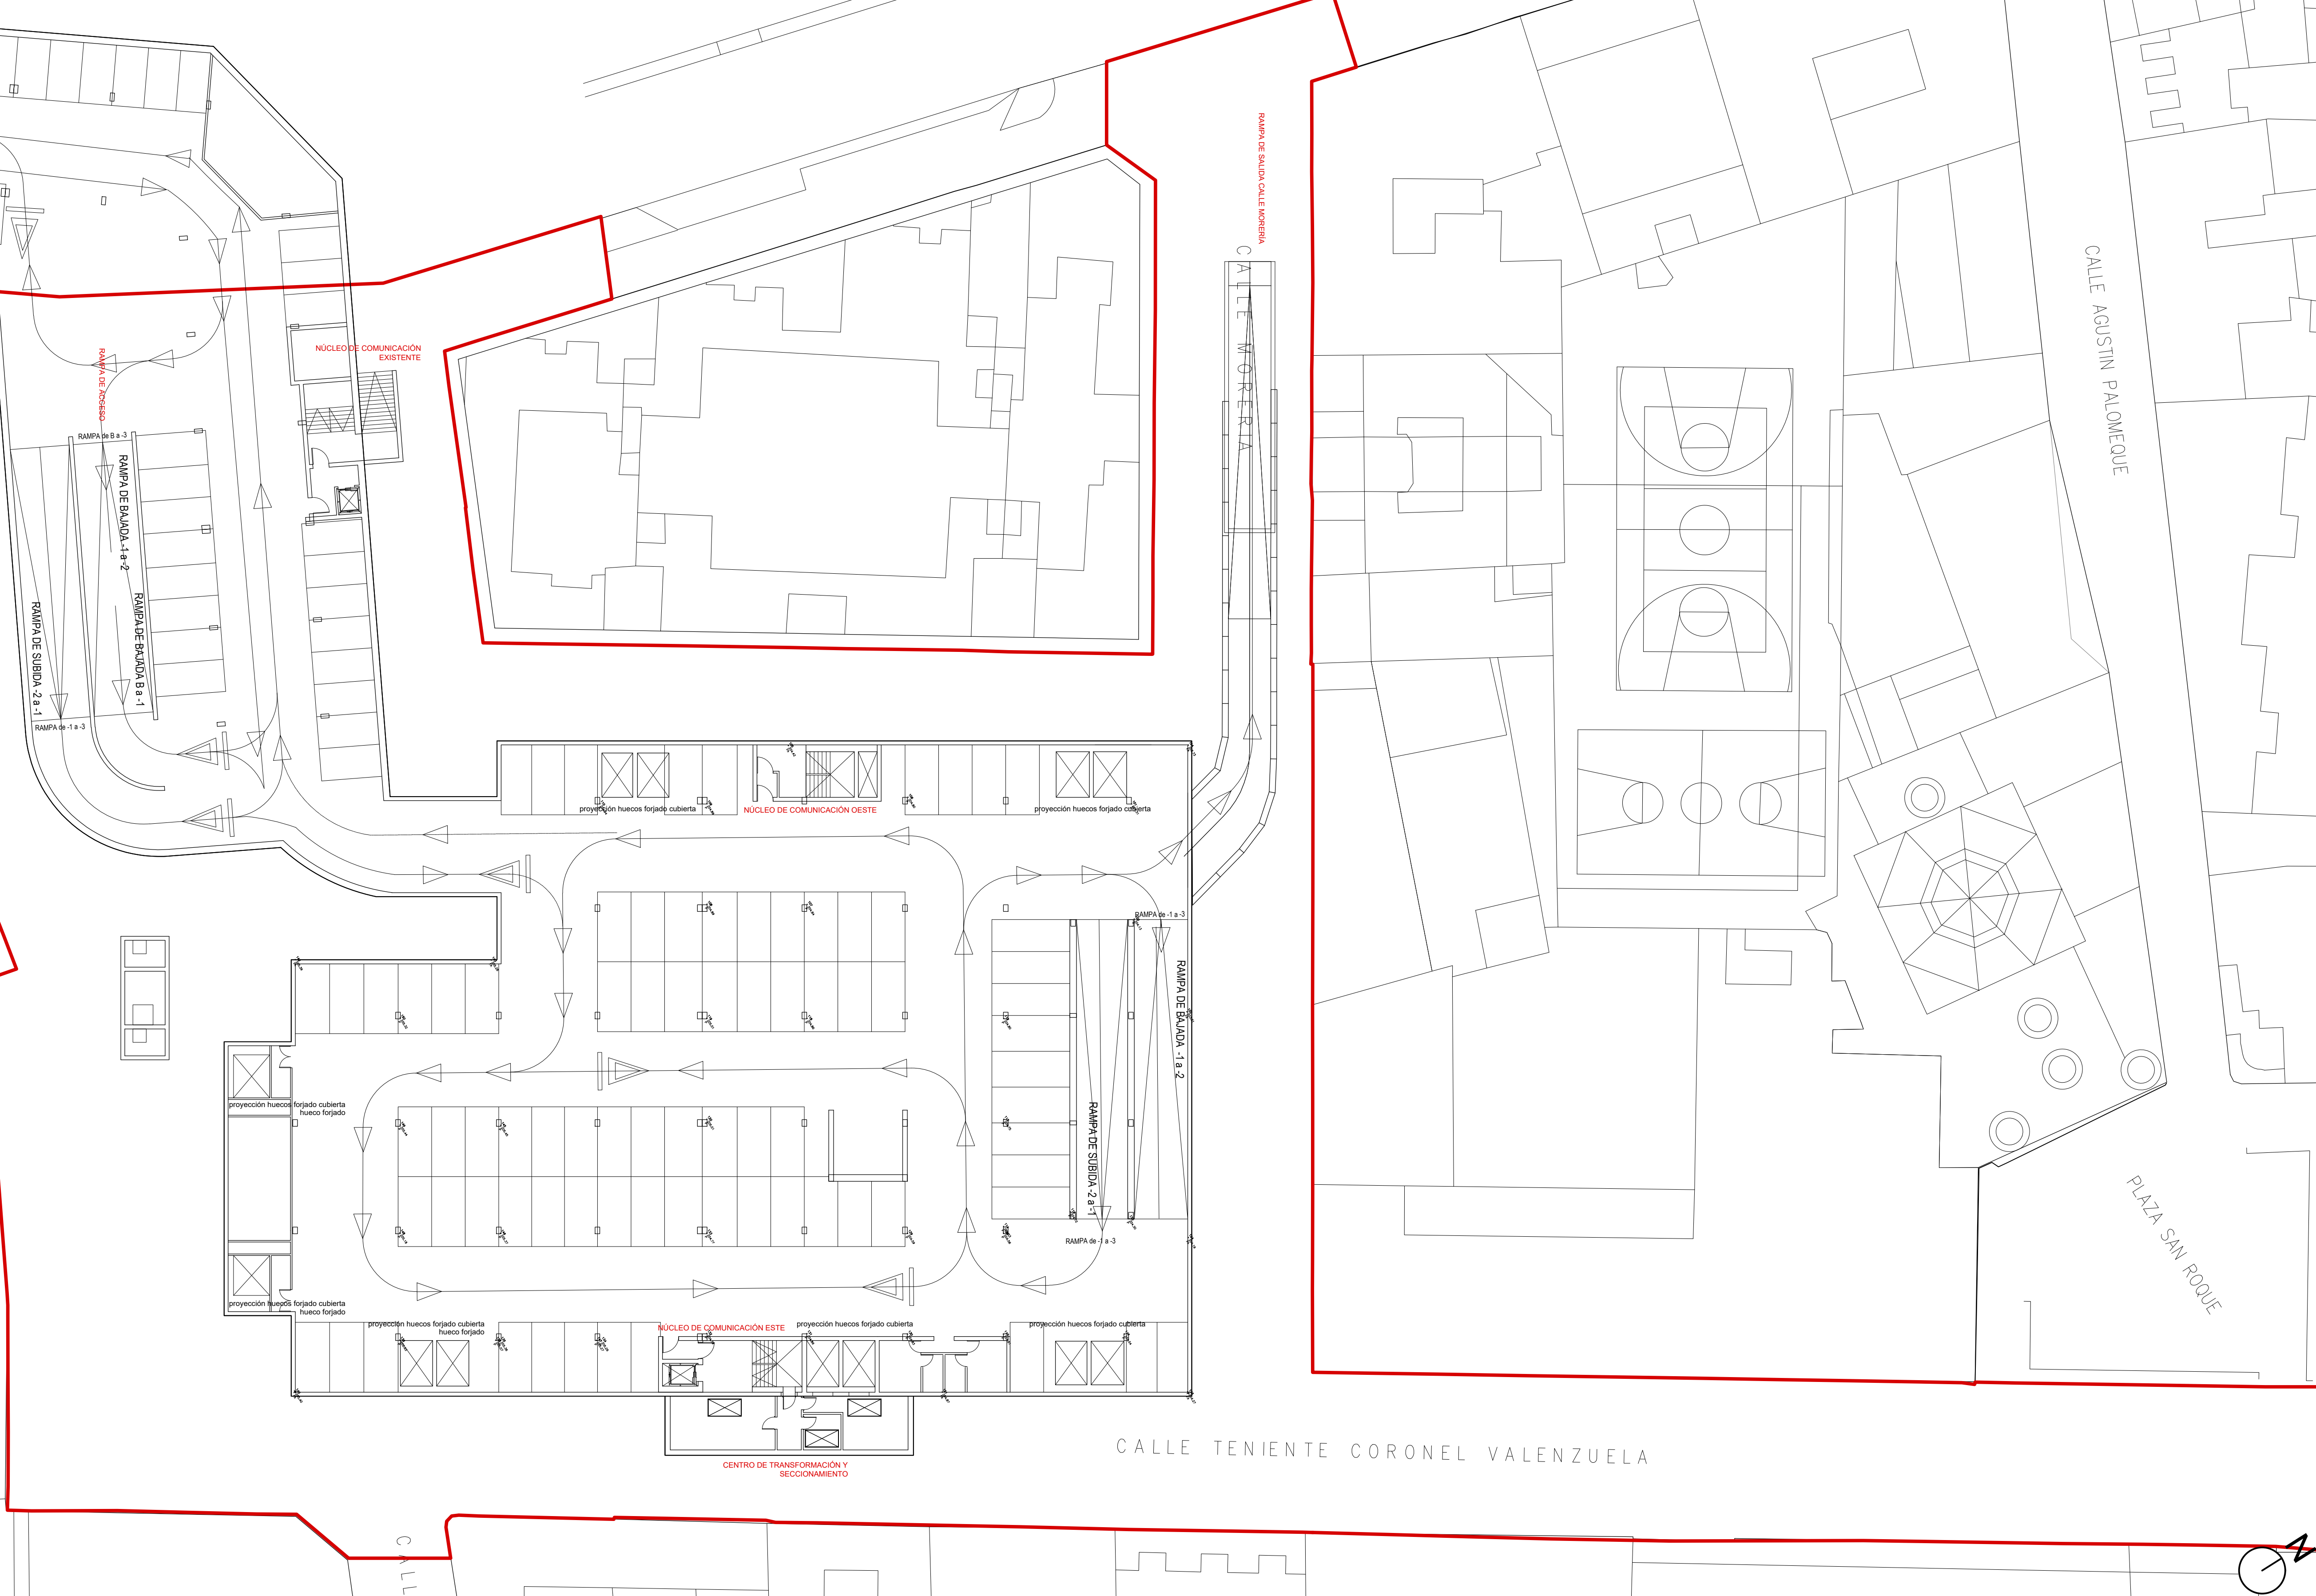 RAMPA DE SALIDA CALLE MORERÍA
CALLE MORERIA
CALLE AGUSTIN PALOMEQUE
NÚCLEO DE COMUNICACIÓN
EXISTENTE
RAMPA DE ACCESO
RAMPA de B a -3
RAMPA DE BAJADA -1 a -2
RAMPA DE BAJADA B a -1
RAMPA DE SUBIDA -2 a -1
RAMPA de -1 a -3
proyección huecos forjado cubierta
NÚCLEO DE COMUNICACIÓN OESTE
proyección huecos forjado cubierta
RAMPA de -1 a -3
RAMPA DE BAJADA -1 a -2
RAMPA DE SUBIDA -2 a -1
RAMPA de -1 a -3
proyección huecos forjado cubierta
hueco forjado
proyección huecos forjado cubierta
hueco forjado
proyección huecos forjado cubierta
hueco forjado
NÚCLEO DE COMUNICACIÓN ESTE
proyección huecos forjado cubierta
proyección huecos forjado cubierta
PLAZA SAN ROQUE
CENTRO DE TRANSFORMACIÓN Y
SECCIONAMIENTO
CALLE TENIENTE CORONEL VALENZUELA
CALL
N